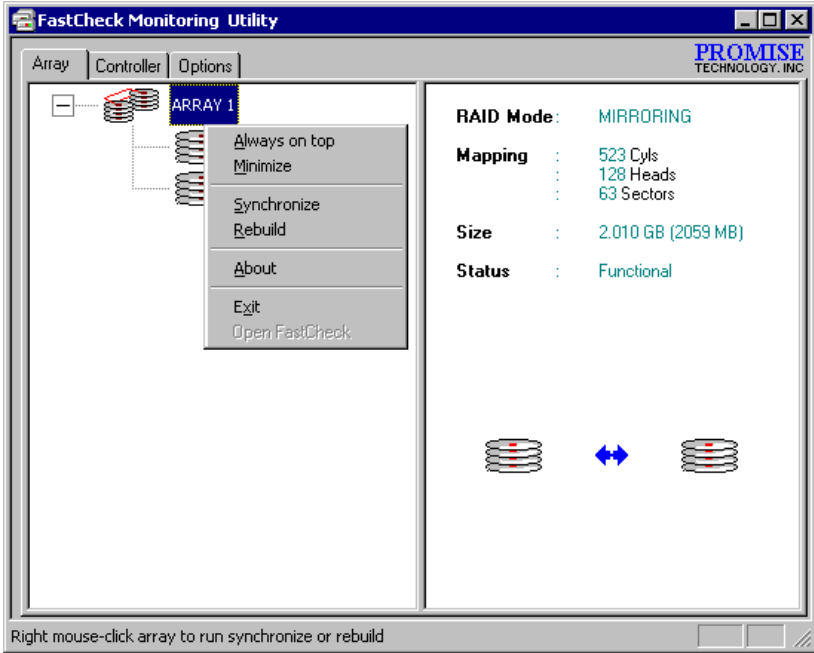 FastCheck Monitoring Utility
PROMISE
TECHNOLOGY, INC
Array
Controller
Options
ARRAY 1
Always on top
Minimize
Synchronize
Rebuild
About
Exit
Open FastCheck
RAID Mode : MIRRORING
Mapping : 523 Cyls
: 128 Heads
: 63 Sectors
Size : 2.010 GB (2059 MB)
Status : Functional
Right mouse-click array to run synchronize or rebuild